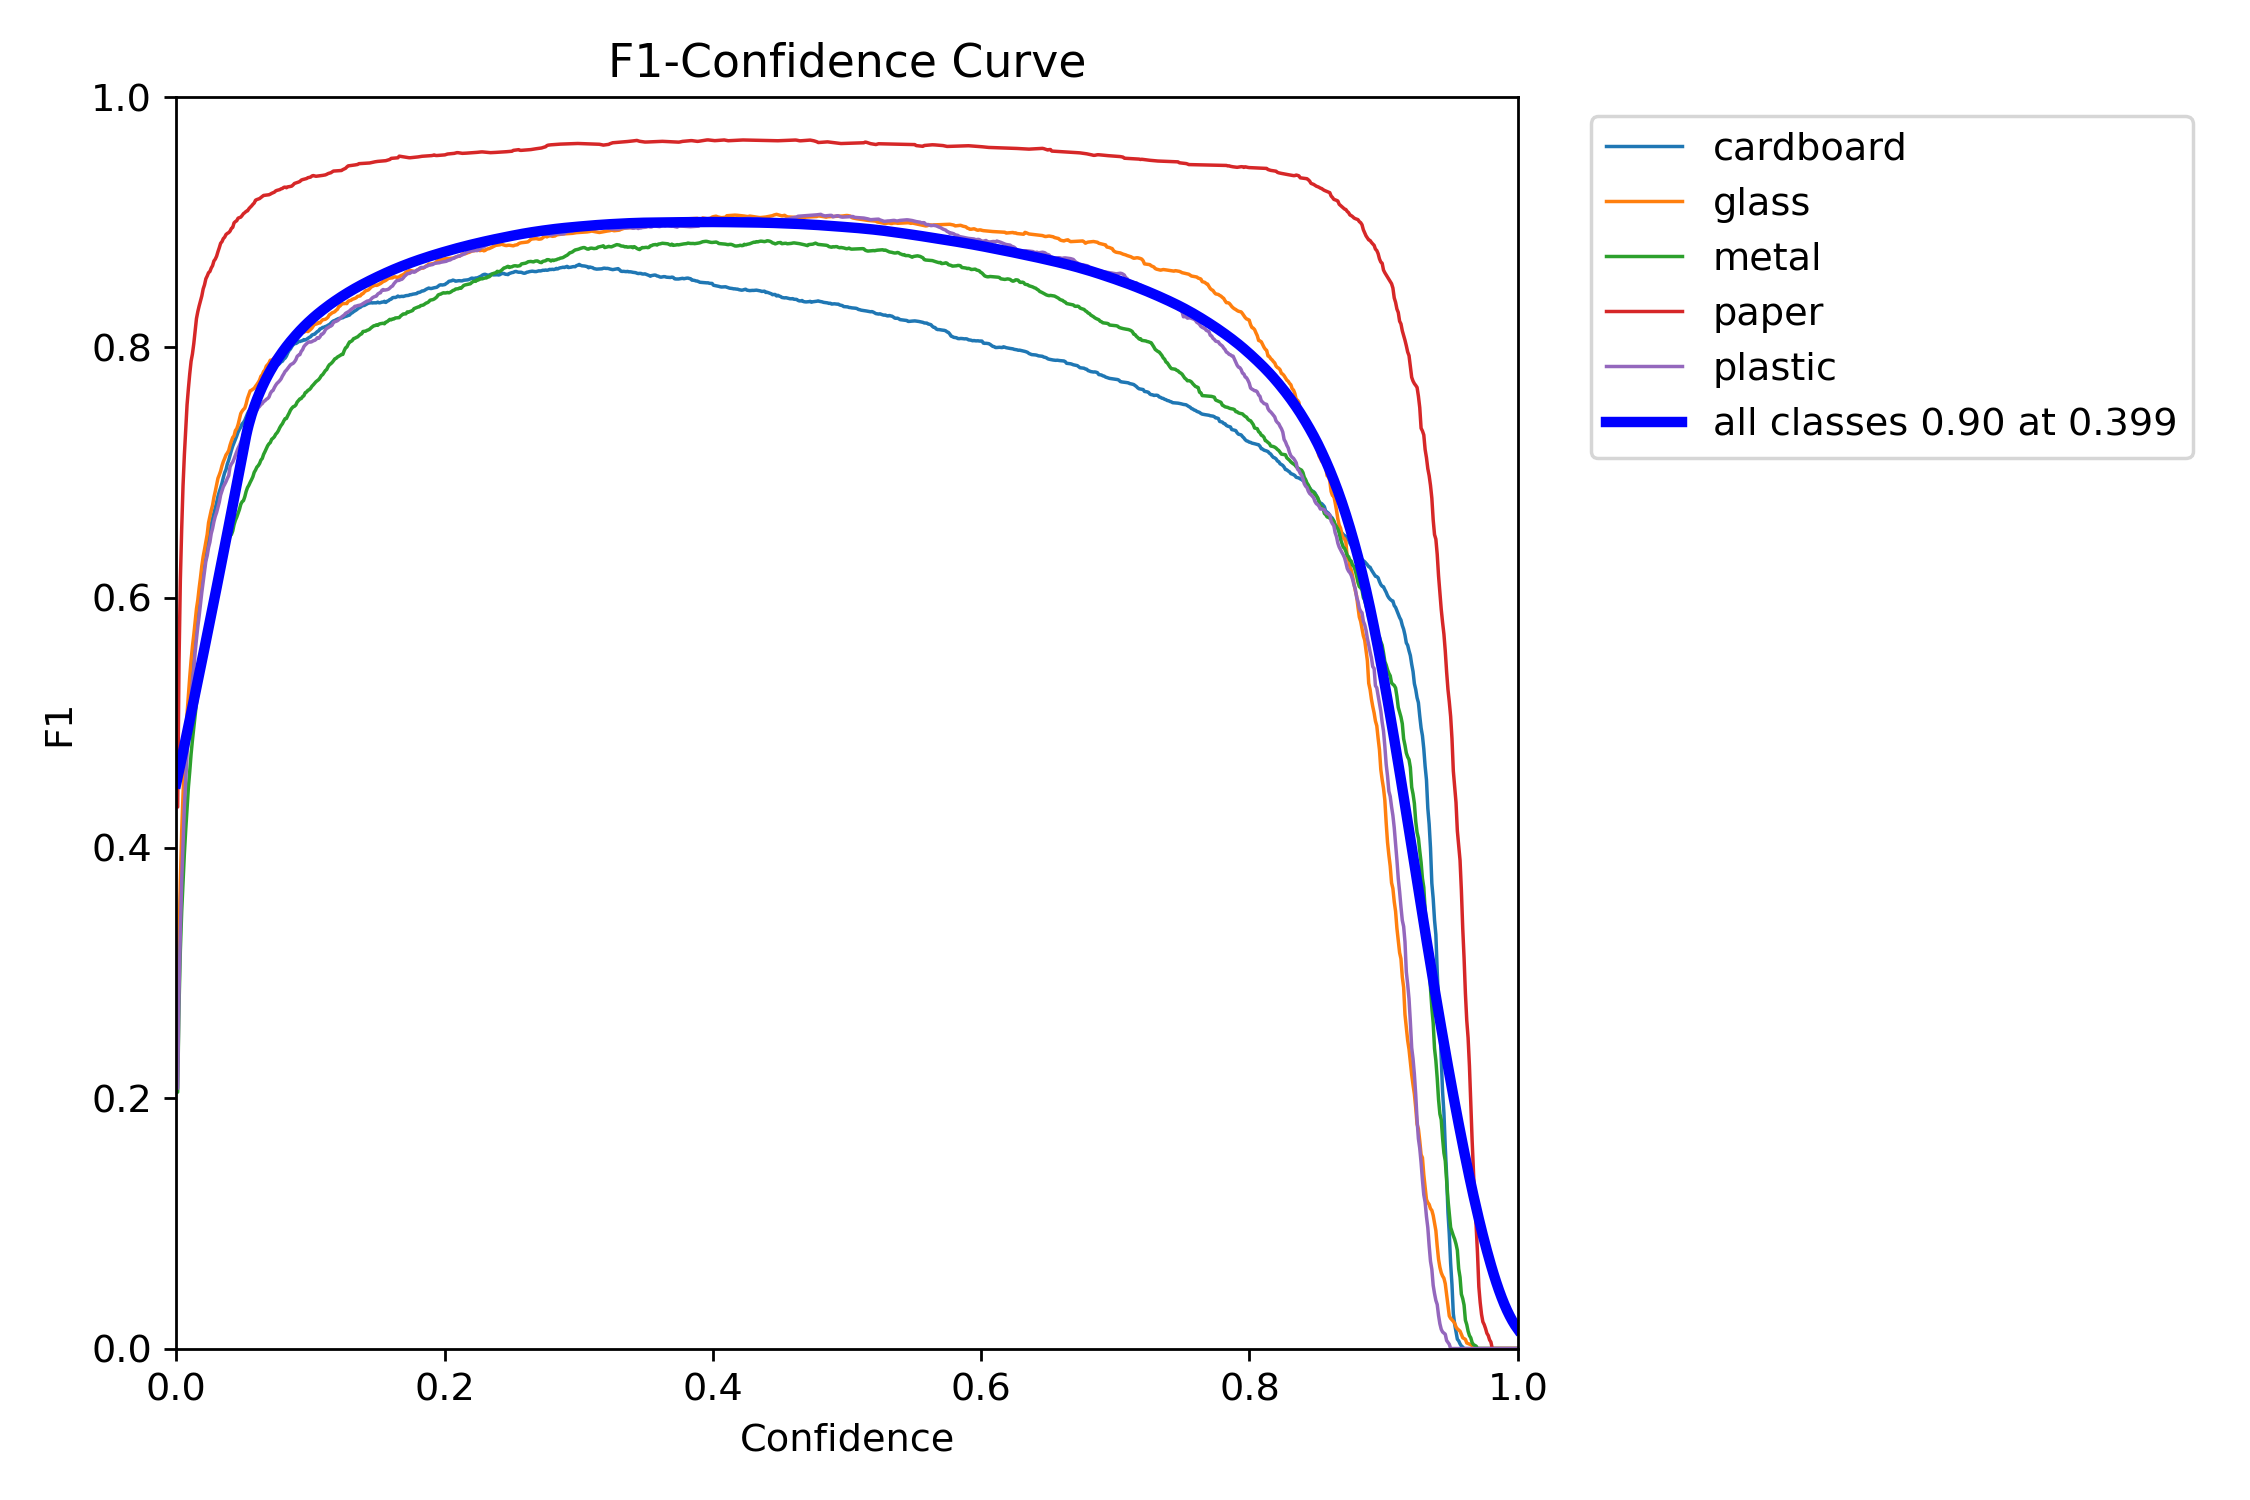 F1-Confidence Curve
1.0
0.8
0.6
0.4
0.2
0.0
F1
0.0 0.2 0.4 0.6 0.8 1.0
Confidence
cardboard
glass
metal
paper
plastic
all classes 0.90 at 0.399